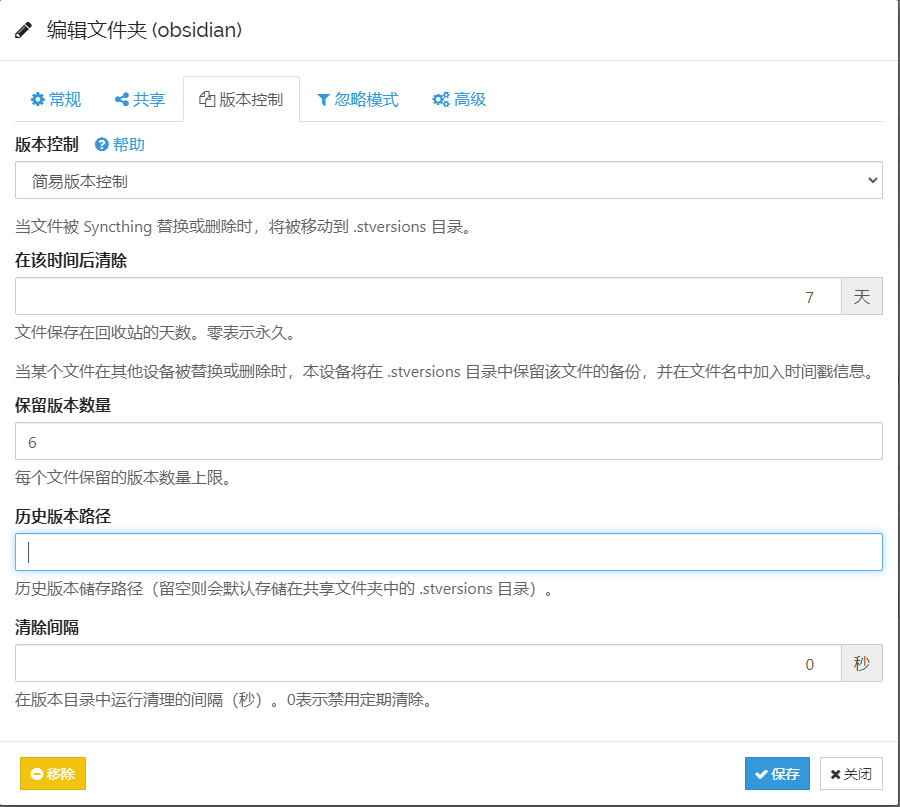 编辑文件夹 (obsidian)
常规 共享 版本控制 忽略模式 高级
版本控制 帮助
简易版本控制
当文件被 Syncthing 替换或删除时，将被移动到 .stversions 目录。
在该时间后清除
7 天
文件保存在回收站的天数。零表示永久。
当某个文件在其他设备被替换或删除时，本设备将在 .stversions 目录中保留该文件的备份，并在文件名中加入时间戳信息。
保留版本数量
6
每个文件保留的版本数量上限。
历史版本路径
历史版本储存路径（留空则会默认存储在共享文件夹中的 .stversions 目录）。
清除间隔
0 秒
在版本目录中运行清理的间隔（秒）。0表示禁用定期清除。
移除 保存 关闭